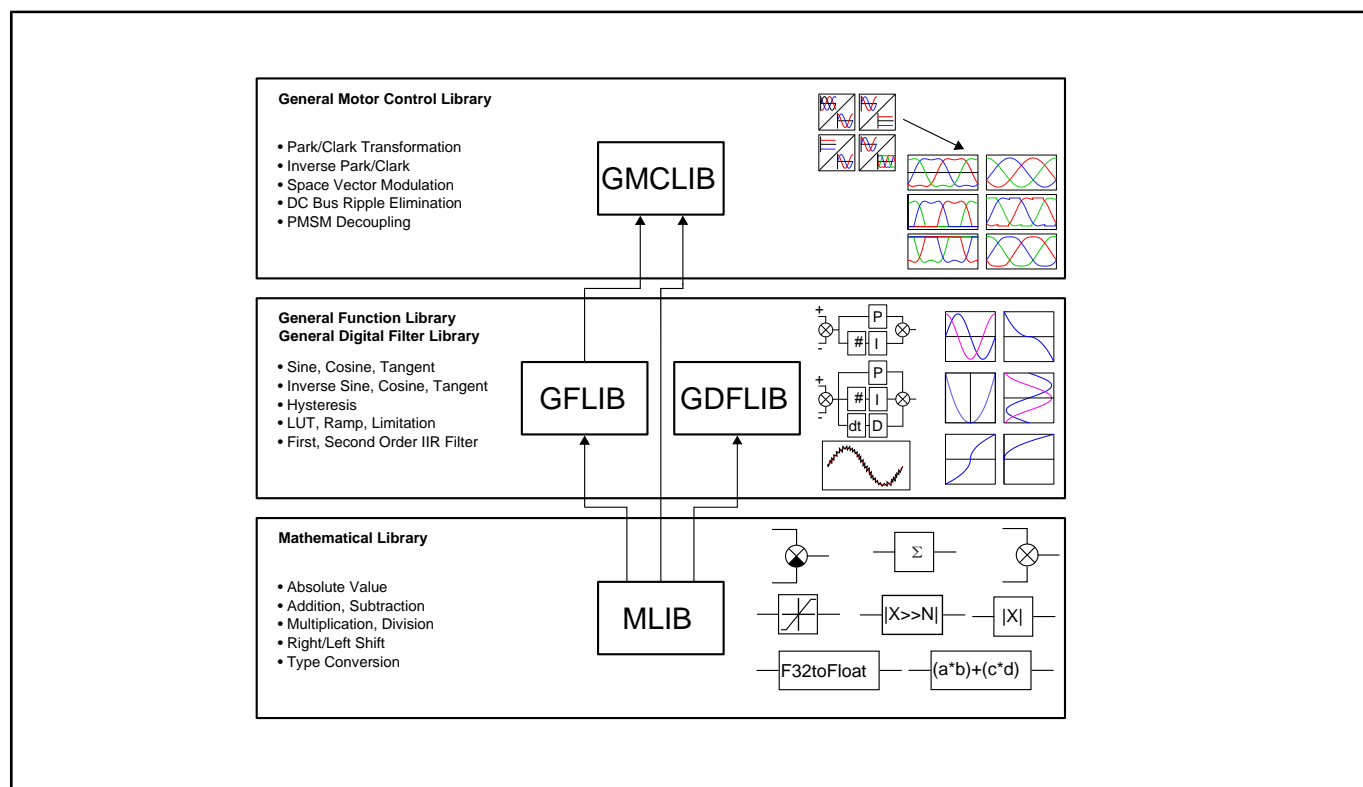 General Motor Control Library
• Park/Clark Transformation
• Inverse Park/Clark
• Space Vector Modulation
• DC Bus Ripple Elimination
• PMSM Decoupling
GMCLIB
General Function Library
General Digital Filter Library
• Sine, Cosine, Tangent
• Inverse Sine, Cosine, Tangent
• Hysteresis
• LUT, Ramp, Limitation
• First, Second Order IIR Filter
GFLIB
GDFLIB
+
-
P
#
I
+
-
P
#
I
dt
D
Mathematical Library
• Absolute Value
• Addition, Subtraction
• Multiplication, Division
• Right/Left Shift
• Type Conversion
MLIB
Σ
|X>>N|
|X|
F32toFloat
(a*b)+(c*d)